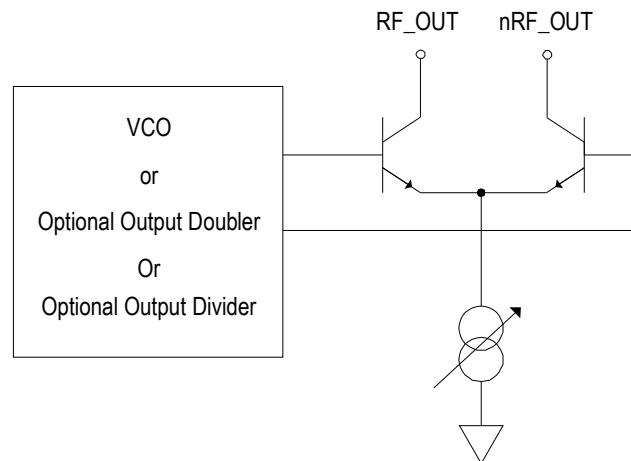 RF_OUT nRF_OUT
VCO
or
Optional Output Doubler
Or
Optional Output Divider